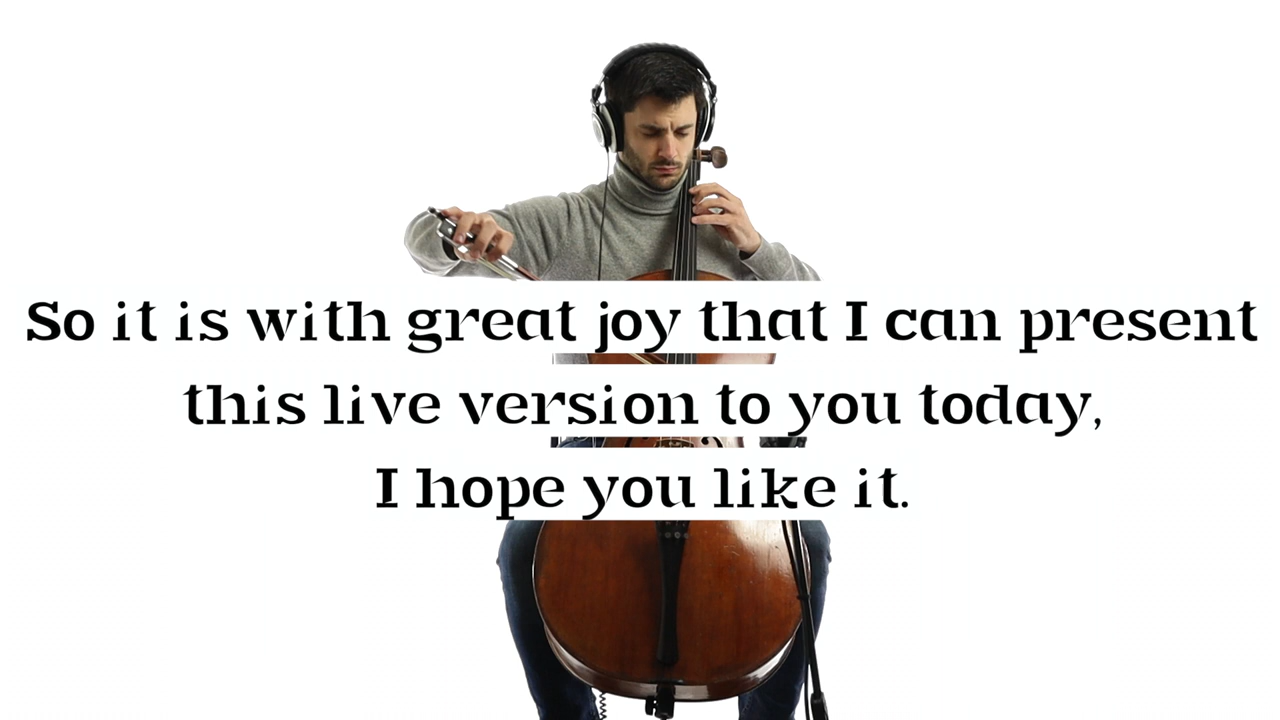 So it is with great joy that I can present
this live version to you today,
I hope you like it.